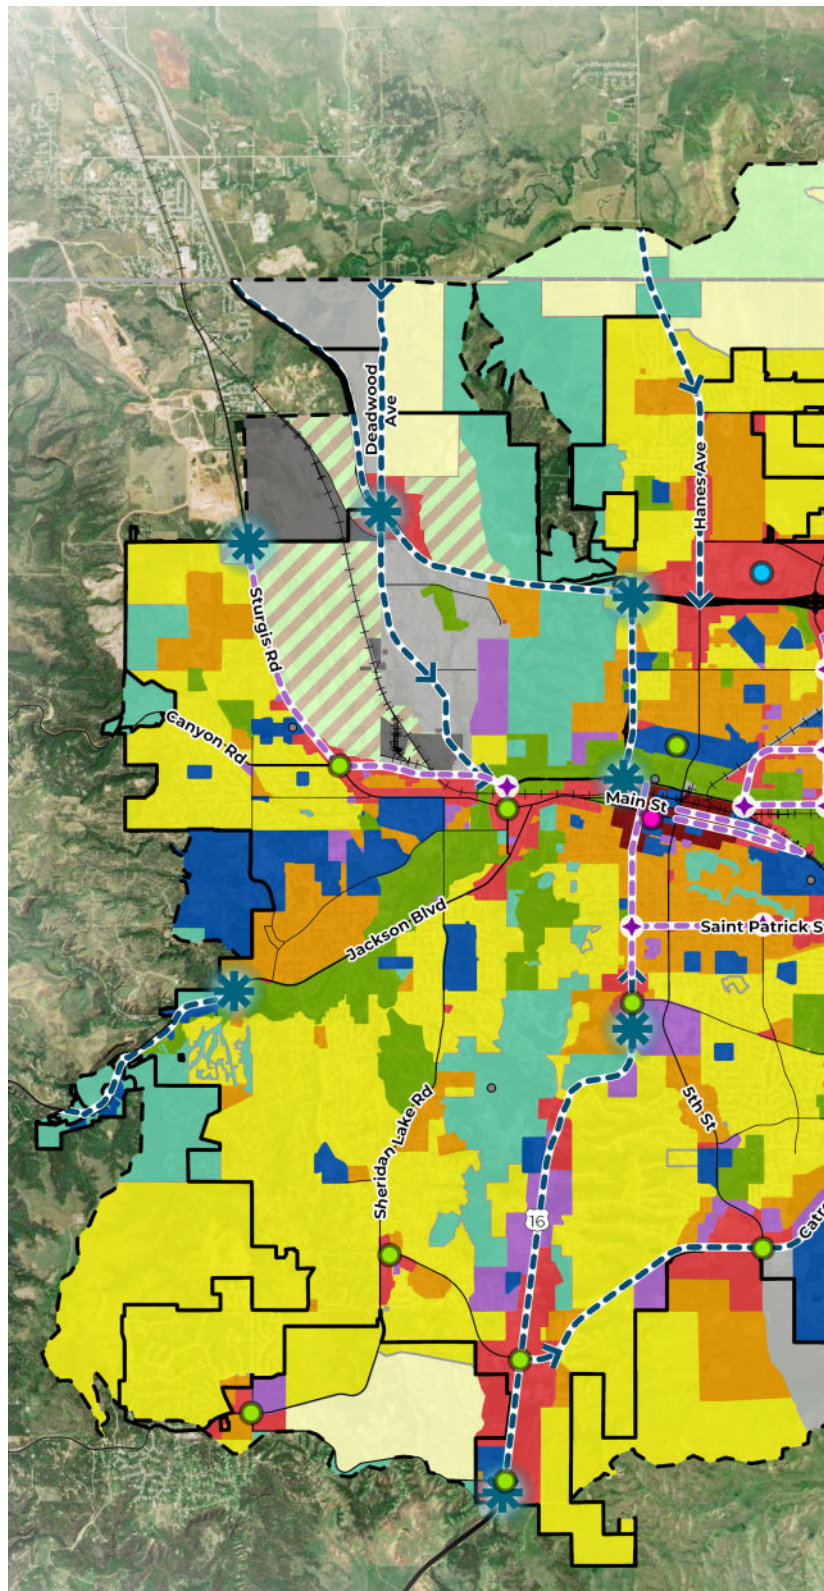 Deadwood
Ave
Hanes Ave
Sturgis Rd
Canyon Rd
Main St
Jackson Blvd
Saint Patrick S
Sheridan Lake Rd
5th St
16
Catro